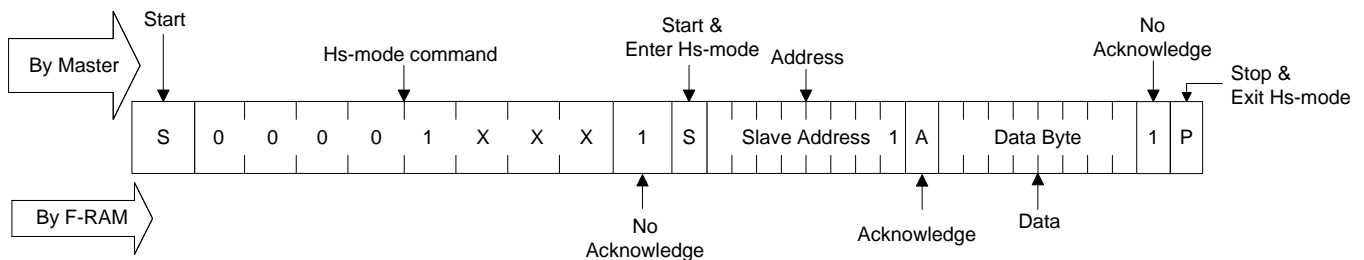 Start
Start &
Enter Hs-mode
No
Acknowledge
By Master
Hs-mode command
Address
Stop &
Exit Hs-mode
S 0 0 0 0 1 X X X 1 S Slave Address 1 A Data Byte 1 P
By F-RAM
No
Acknowledge
Acknowledge
Data